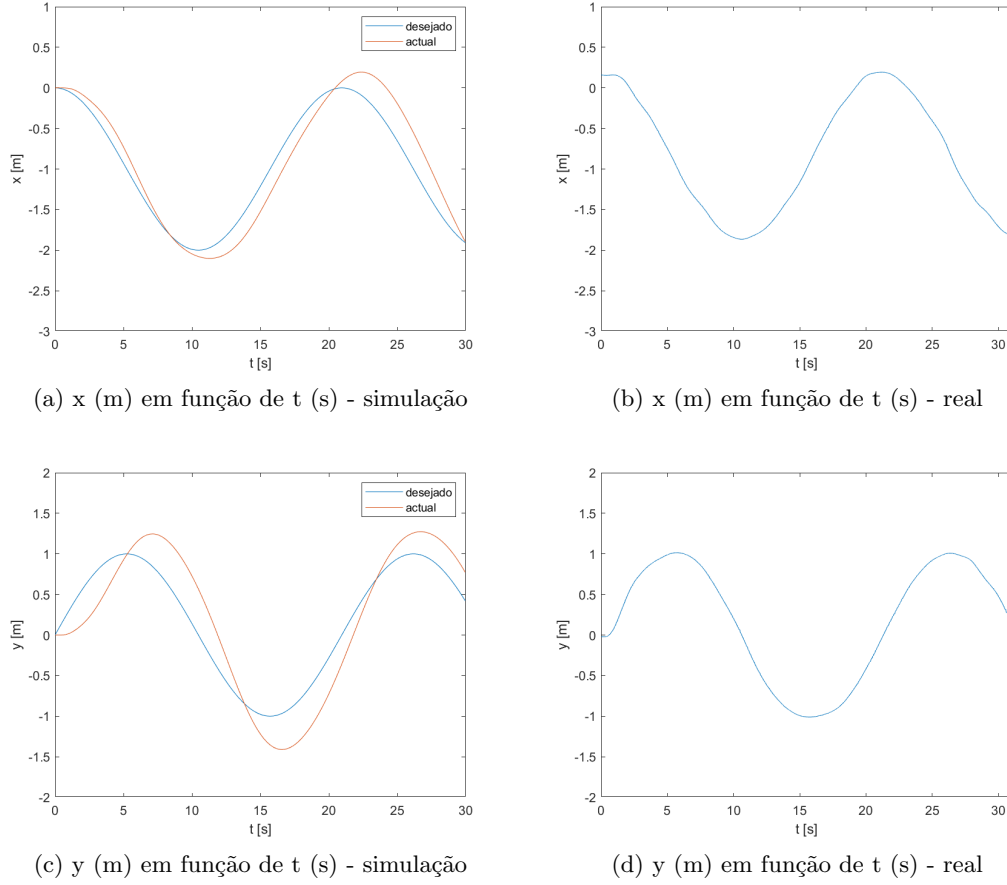 1
0.5
0
-0.5
-1
-1.5
-2
-2.5
-3
x [m]
desejado
actual
0 5 10 15 20 25 30
t [s]
(a) x (m) em função de t (s) - simulação
1
0.5
0
-0.5
-1
-1.5
-2
-2.5
-3
x [m]
0 5 10 15 20 25 30
t [s]
(b) x (m) em função de t (s) - real
2
1.5
1
0.5
0
-0.5
-1
-1.5
-2
y [m]
desejado
actual
0 5 10 15 20 25 30
t [s]
(c) y (m) em função de t (s) - simulação
2
1.5
1
0.5
0
-0.5
-1
-1.5
-2
y [m]
0 5 10 15 20 25 30
t [s]
(d) y (m) em função de t (s) - real